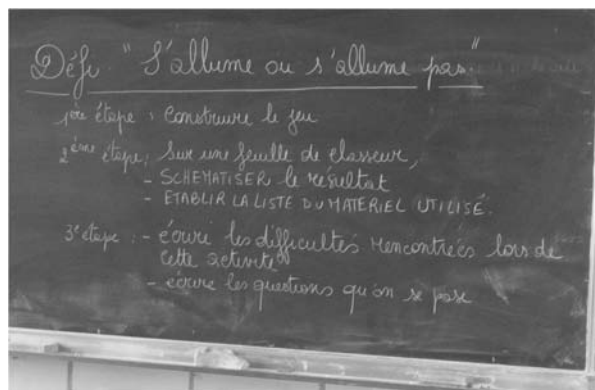 Défi "S'allume ou s'allume pas"
1ère étape : Construire le jeu
2ème étape : Sur une feuille de classeur,
- SCHEMATISER le résultat
- ETABLIR LA LISTE DU MATERIEL UTILISÉ.
3e étape : - écrire les difficultés rencontrées lors de
cette activité
- écrire les questions qu'on se pose